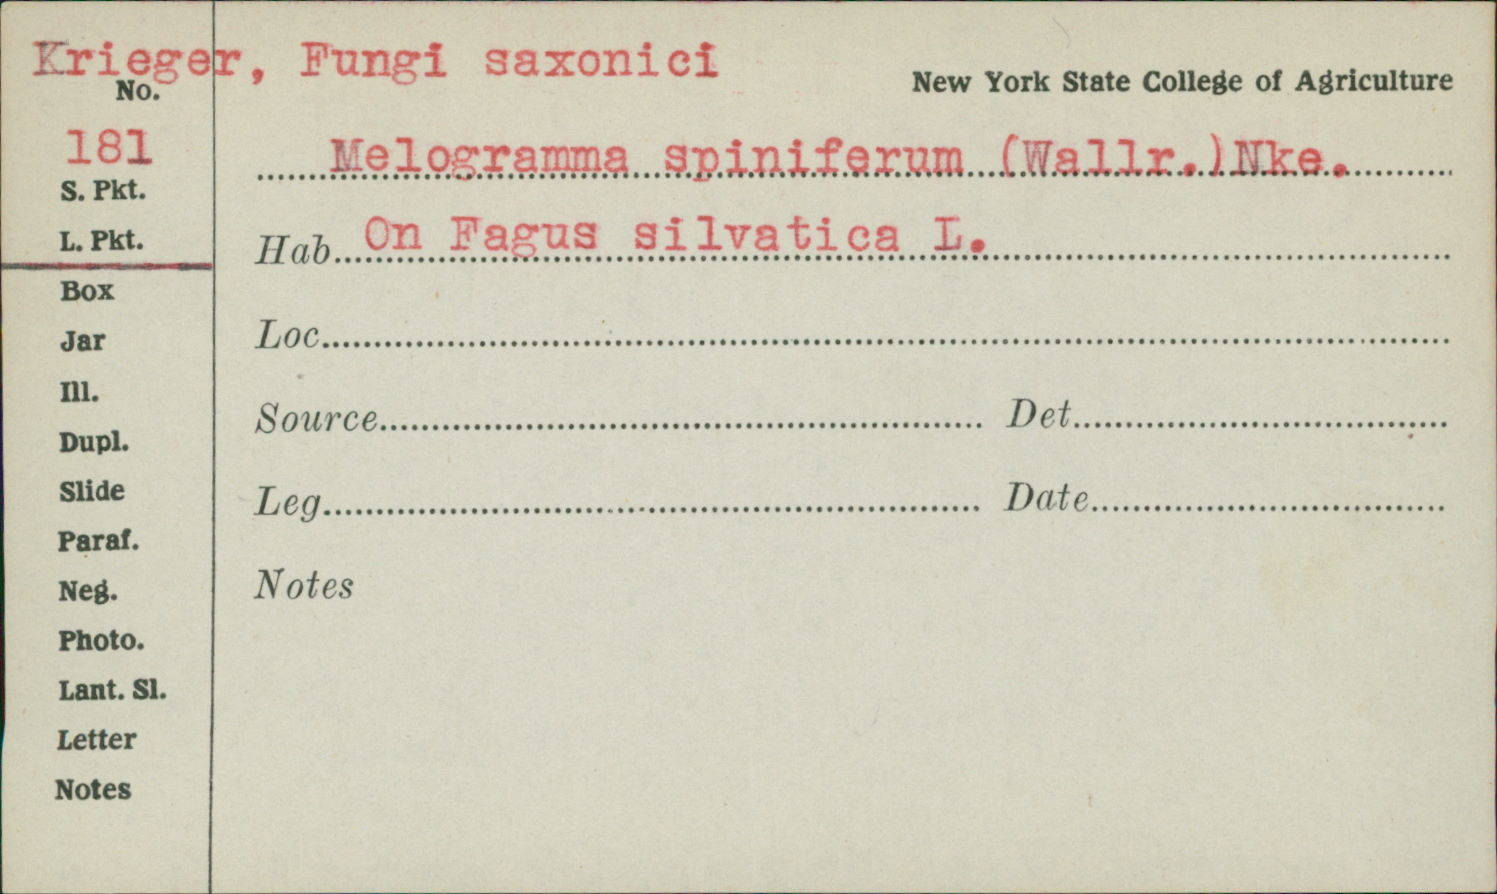 Krieger, Fungi saxonici
No.
New York State College of Agriculture
181
Melogramma spiniferum (Wallr.)Nke.
S. Pkt.
L. Pkt.
Hab. On Fagus silvatica L.
Box
Loc.
Jar
Ill.
Source Det.
Dupl.
Slide
Leg. Date
Paraf.
Neg.
Notes
Photo.
Lant. Sl.
Letter
Notes